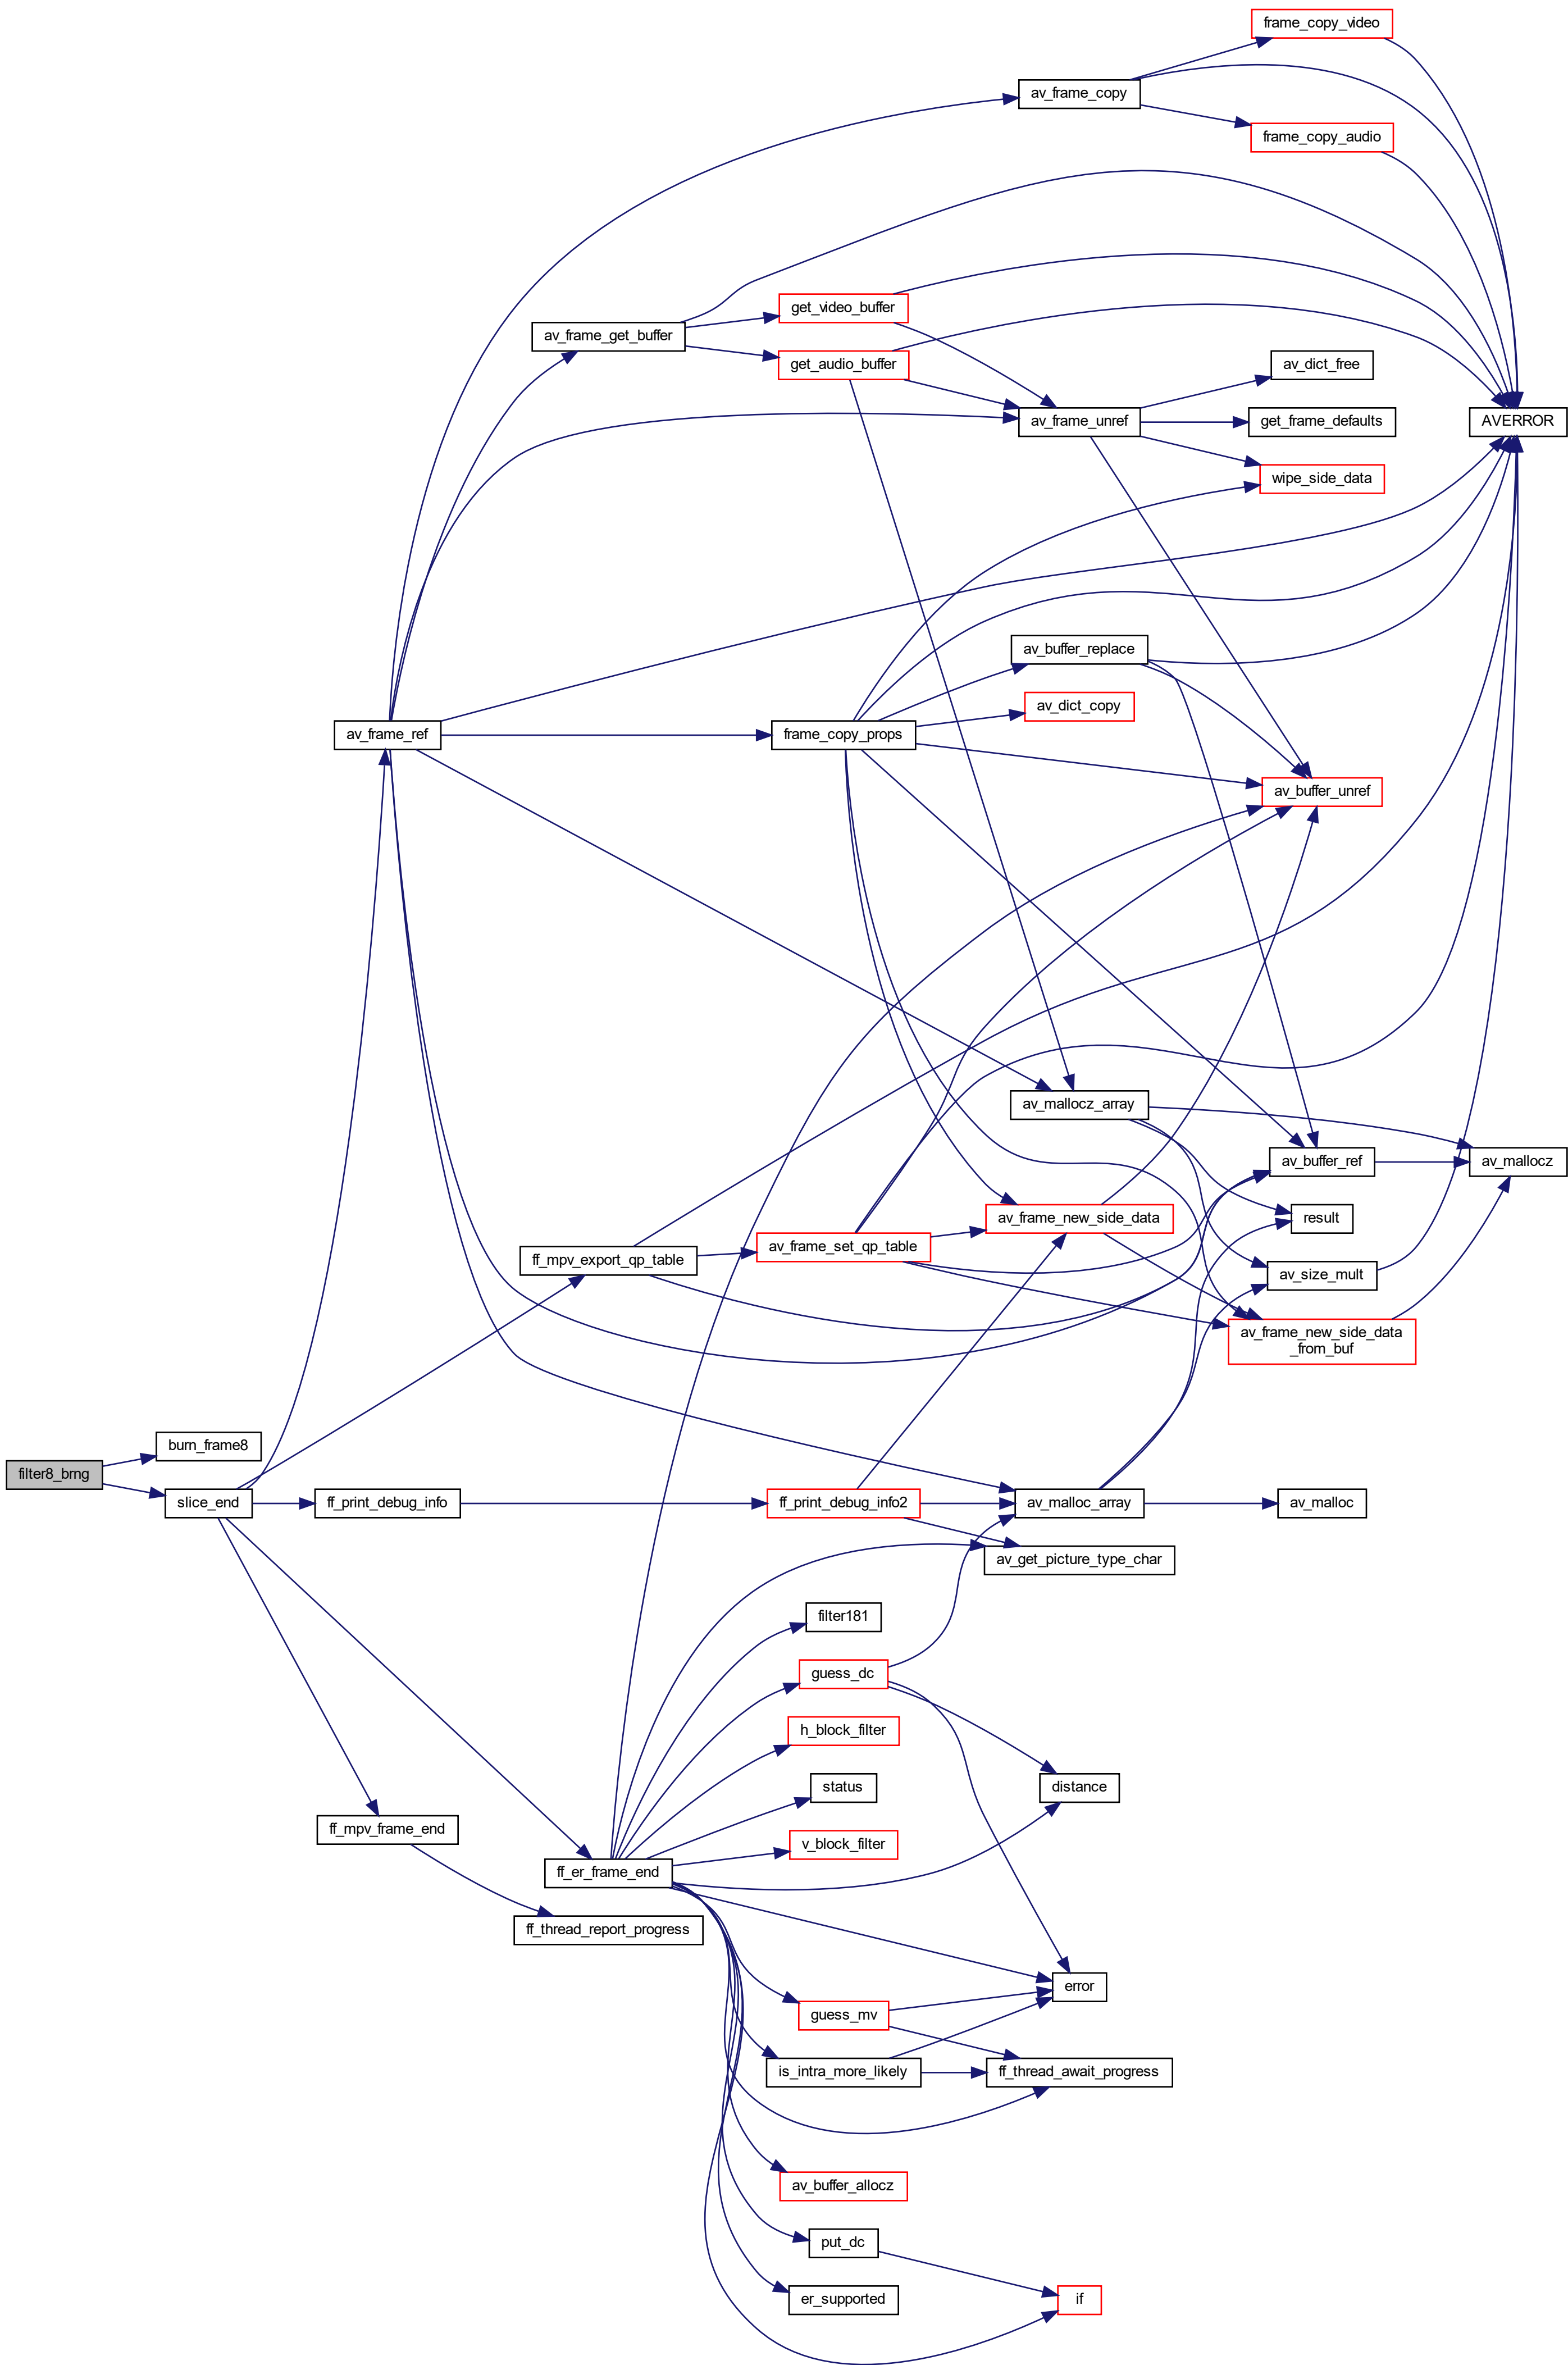 frame_copy_video
av_frame_copy
frame_copy_audio
get_video_buffer
av_frame_get_buffer
get_audio_buffer
av_dict_free
av_frame_unref
get_frame_defaults
AVERROR
wipe_side_data
av_buffer_replace
av_dict_copy
av_frame_ref
frame_copy_props
av_buffer_unref
av_mallocz_array
av_buffer_ref
av_mallocz
av_frame_new_side_data
result
av_frame_set_qp_table
ff_mpv_export_qp_table
av_size_mult
av_frame_new_side_data
_from_buf
burn_frame8
filter8_brng
slice_end
ff_print_debug_info
ff_print_debug_info2
av_malloc_array
av_malloc
av_get_picture_type_char
filter181
guess_dc
h_block_filter
status
distance
ff_mpv_frame_end
v_block_filter
ff_er_frame_end
ff_thread_report_progress
error
guess_mv
is_intra_more_likely
ff_thread_await_progress
av_buffer_allocz
put_dc
er_supported
if